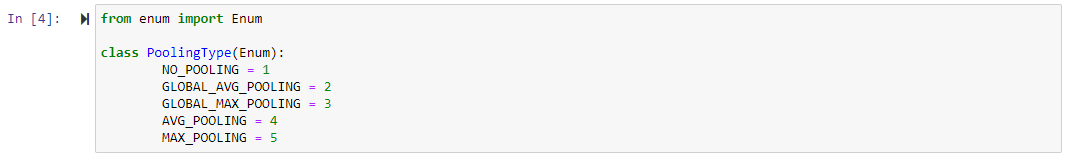 In [4]:
from enum import Enum
class PoolingType(Enum):
NO_POOLING = 1
GLOBAL_AVG_POOLING = 2
GLOBAL_MAX_POOLING = 3
AVG_POOLING = 4
MAX_POOLING = 5